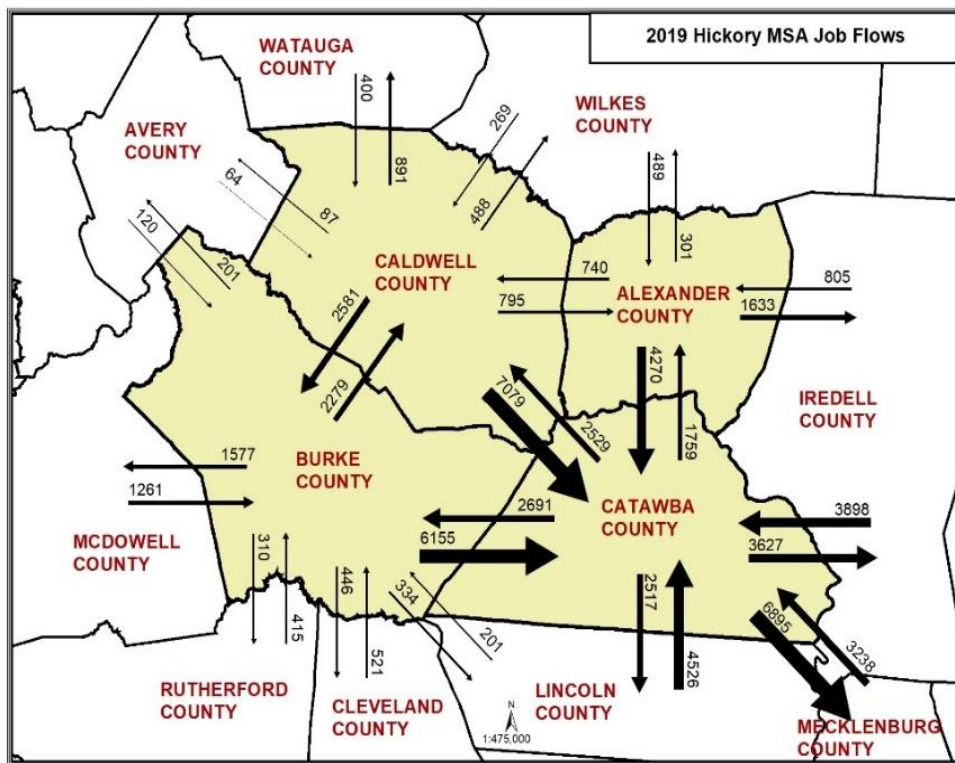 2019 Hickory MSA Job Flows
WATAUGA
COUNTY
WILKES
COUNTY
AVERY
COUNTY
400
891
269
488
489
301
64
87
120
201
CALDWELL
COUNTY
740
795
ALEXANDER
COUNTY
805
1633
2581
2279
7079
2529
4270
1759
IREDELL
COUNTY
BURKE
COUNTY
1577
1261
2691
6155
CATAWBA
COUNTY
3898
3627
MCDOWELL
COUNTY
310
415
446
521
334
201
2517
4526
6895
3238
RUTHERFORD
COUNTY
CLEVELAND
COUNTY
LINCOLN
COUNTY
N
1:475,000
MECKLENBURG
COUNTY